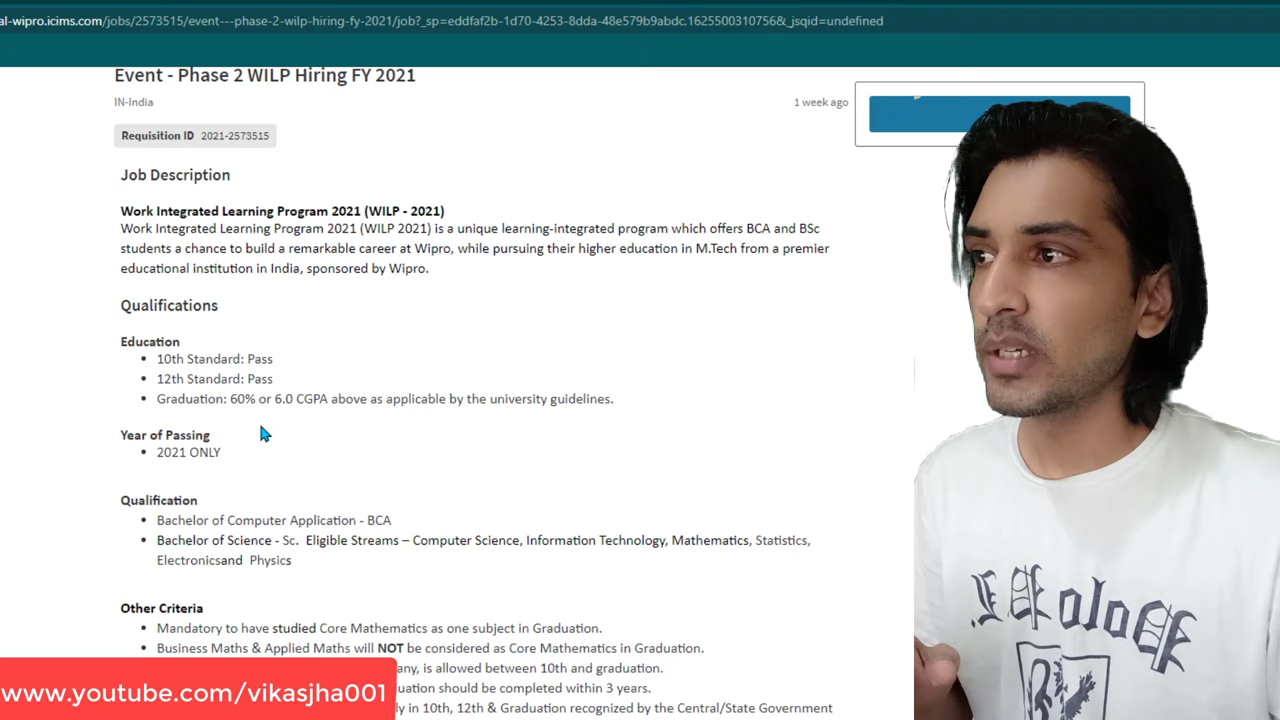 al-wipro.icims.com/jobs/2573515/event---phase-2-wilp-hiring-fy-2021/job?_sp=eddfaf2b-1d70-4253-8dda-48e579b9abdc.1625500310756&_jsqid=undefined
Event - Phase 2 WILP Hiring FY 2021
IN-India
1 week ago
Requisition ID 2021-2573515
Job Description
Work Integrated Learning Program 2021 (WILP - 2021)
Work Integrated Learning Program 2021 (WILP 2021) is a unique learning-integrated program which offers BCA and BSc
students a chance to build a remarkable career at Wipro, while pursuing their higher education in M.Tech from a premier
educational institution in India, sponsored by Wipro.
Qualifications
Education
• 10th Standard: Pass
• 12th Standard: Pass
• Graduation: 60% or 6.0 CGPA above as applicable by the university guidelines.
Year of Passing
• 2021 ONLY
Qualification
• Bachelor of Computer Application - BCA
• Bachelor of Science - Sc. Eligible Streams – Computer Science, Information Technology, Mathematics, Statistics,
Electronicsand Physics
Other Criteria
• Mandatory to have studied Core Mathematics as one subject in Graduation.
• Business Maths & Applied Maths will NOT be considered as Core Mathematics in Graduation.
any, is allowed between 10th and graduation.
should be completed within 3 years.
in 10th, 12th & Graduation recognized by the Central/State Government
www.youtube.com/vikasjha001